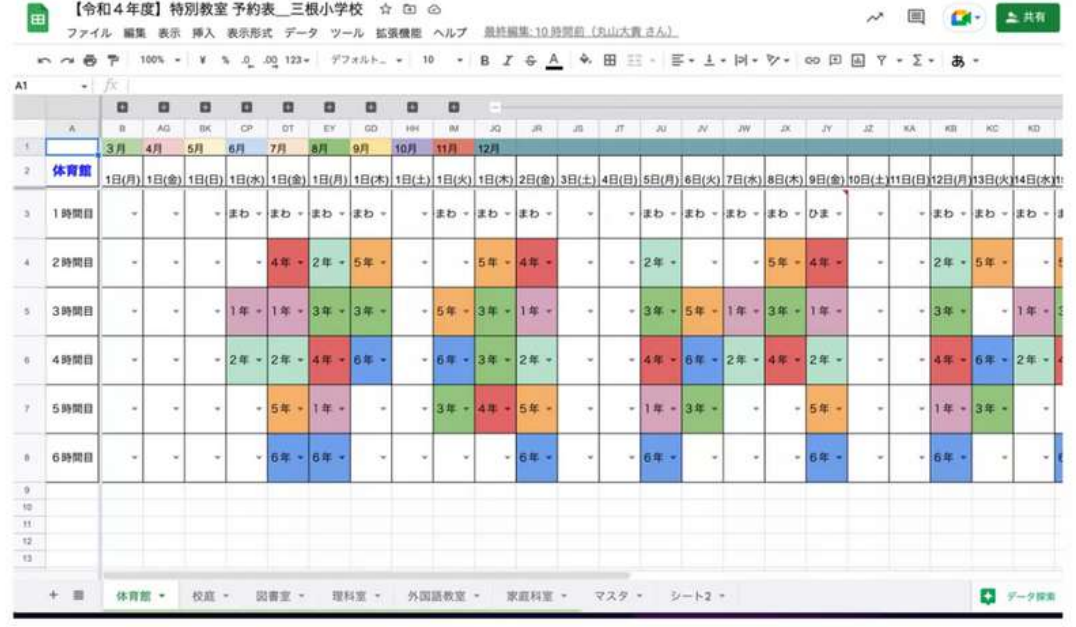 【令和４年度】特別教室 予約表__三根小学校
ファイル 編集 表示 挿入 表示形式 データ ツール 拡張機能 ヘルプ 最終編集: 10 時間前（丸山大貴 さん）
共有
100% ¥ % .0 .00 123 デフォルト... 10 B I S A あ
A1 fx
A B AG BK CP DT EY GD HH IM JQ JR JS JT JU JV JW JX JY JZ KA KB KC KD
1 3月 4月 5月 6月 7月 8月 9月 10月 11月 12月
2 体育館 1日(月) 1日(金) 1日(日) 1日(水) 1日(金) 1日(月) 1日(木) 1日(土) 1日(火) 1日(木) 2日(金) 3日(土) 4日(日) 5日(月) 6日(火) 7日(水) 8日(木) 9日(金) 10日(土) 11日(日) 12日(月) 13日(火) 14日(水)
3 1時間目 まわ まわ まわ まわ まわ まわ まわ まわ まわ まわ まわ ひま まわ まわ まわ
4 2時間目 4年 2年 5年 5年 4年 2年 5年 4年 2年 5年
5 3時間目 1年 1年 3年 3年 5年 3年 1年 3年 5年 1年 3年 1年 3年 1年
6 4時間目 2年 2年 4年 6年 6年 3年 2年 4年 6年 2年 4年 2年 4年 6年 2年
7 5時間目 5年 1年 3年 4年 5年 1年 3年 5年 1年 3年
8 6時間目 6年 6年 6年 6年 6年 6年
9
10
11
12
13
体育館 校庭 図書室 理科室 外国語教室 家庭科室 マスタ シート2 データ探索